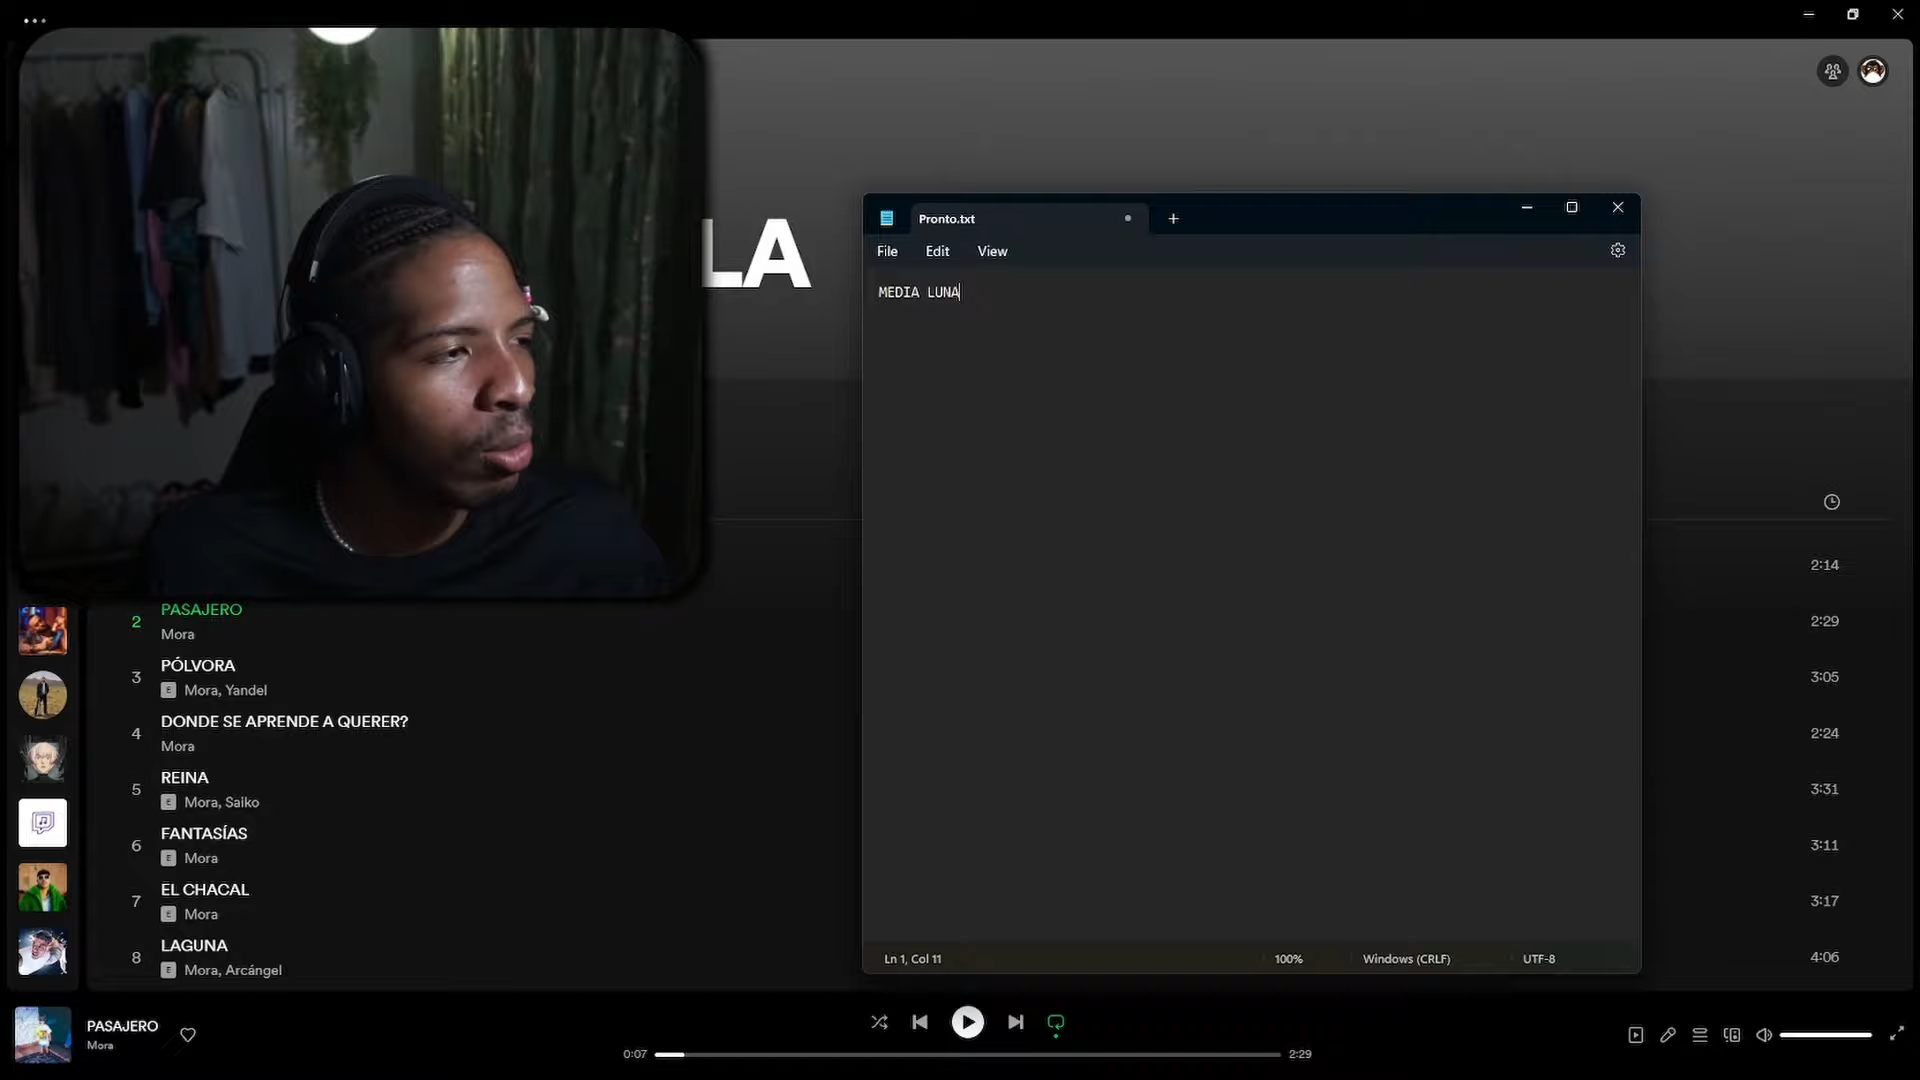 LA
Pronto.txt
File Edit View
MEDIA LUNA
2:14
2 PASAJERO 2:29
Mora
3 PÓLVORA 3:05
E Mora, Yandel
4 DONDE SE APRENDE A QUERER? 2:24
Mora
5 REINA 3:31
E Mora, Saiko
6 FANTASÍAS 3:11
E Mora
7 EL CHACAL 3:17
E Mora
8 LAGUNA 4:06
E Mora, Arcángel
Ln 1, Col 11 100% Windows (CRLF) UTF-8
PASAJERO
Mora
0:07 2:29